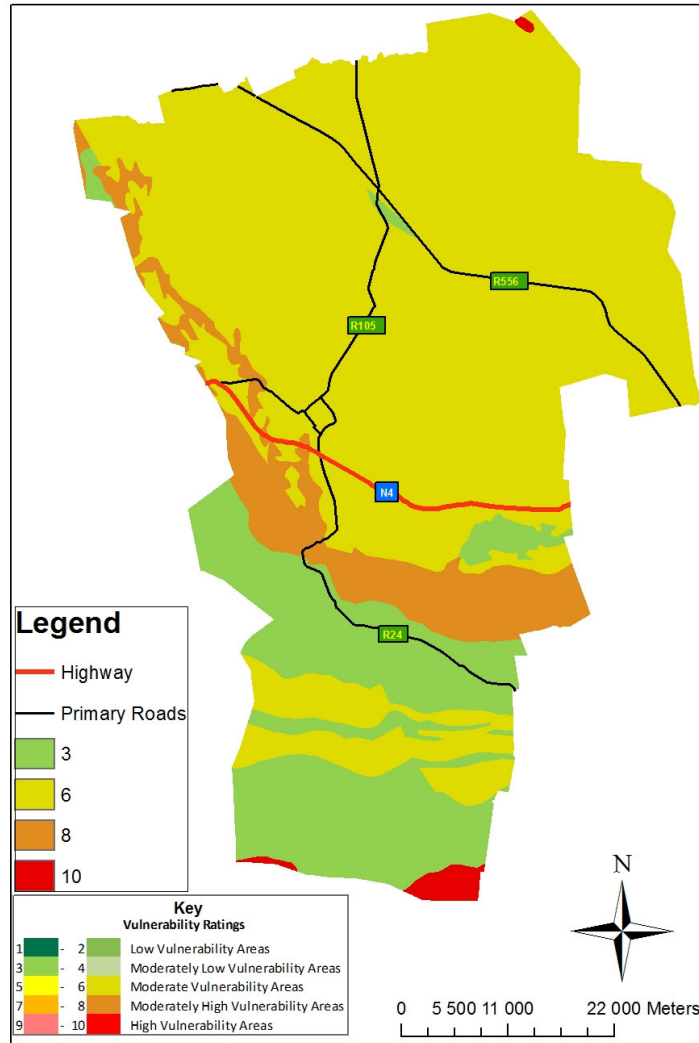 R556
R105
N4
R24
Legend
Highway
Primary Roads
3
6
8
10
Key
Vulnerability Ratings
1 - 2 Low Vulnerability Areas
3 - 4 Moderately Low Vulnerability Areas
5 - 6 Moderate Vulnerability Areas
7 - 8 Moderately High Vulnerability Areas
9 - 10 High Vulnerability Areas
N
0 5 500 11 000 22 000 Meters